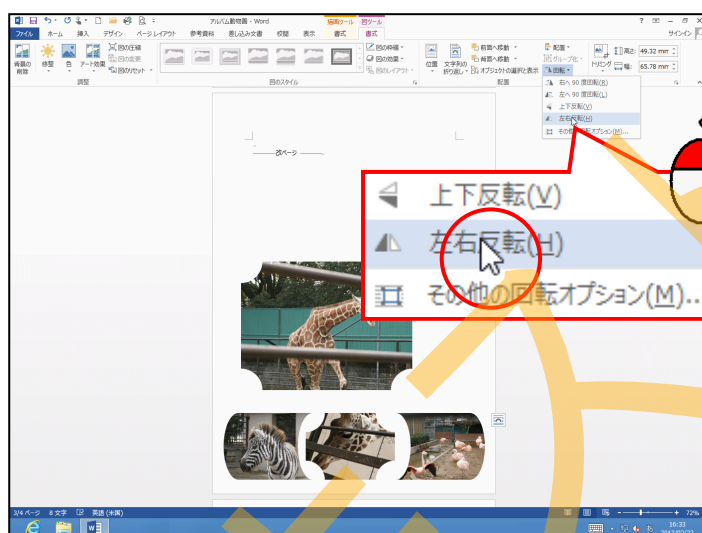 アルパム動物園 - Word
描画ツール 図ツール
サインイン
ファイル ホーム 挿入 デザイン ページ レイアウト 参考資料 差し込み文書 校閲 表示 書式 書式
背景の削除 修整 色 アート効果
図の圧縮
図の変更
図のリセット
図の枠線
図の効果
図のレイアウト
位置 文字列の折り返し
前面へ移動
背面へ移動
オブジェクトの選択と表示
配置
グループ化
回転
トリミング
高さ: 49.32 mm
幅: 65.78 mm
調整 図のスタイル 配置
右へ 90 度回転(R)
左へ 90 度回転(L)
上下反転(V)
左右反転(H)
その他の回転オプション(M)...
改ページ
上下反転(V)
左右反転(H)
その他の回転オプション(M)..
3/4 ページ 8 文字 英語 (米国) 72%
16:33